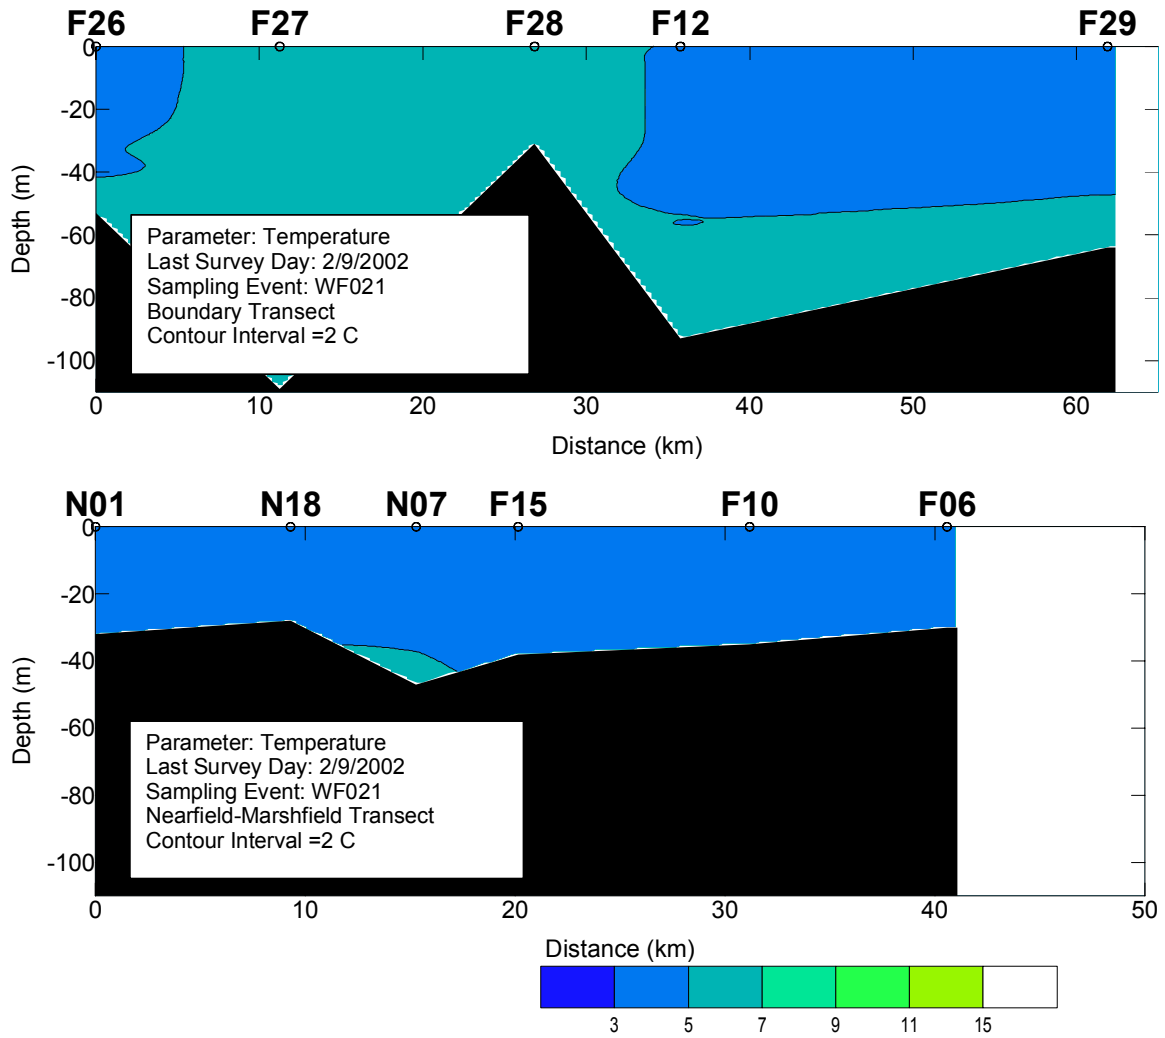 F26 F27 F28 F12 F29
0
-20
-40
-60
-80
-100
Depth (m)
Parameter: Temperature
Last Survey Day: 2/9/2002
Sampling Event: WF021
Boundary Transect
Contour Interval =2 C
0 10 20 30 40 50 60
Distance (km)
N01 N18 N07 F15 F10 F06
0
-20
-40
-60
-80
-100
Depth (m)
Parameter: Temperature
Last Survey Day: 2/9/2002
Sampling Event: WF021
Nearfield-Marshfield Transect
Contour Interval =2 C
0 10 20 30 40 50
Distance (km)
3 5 7 9 11 15